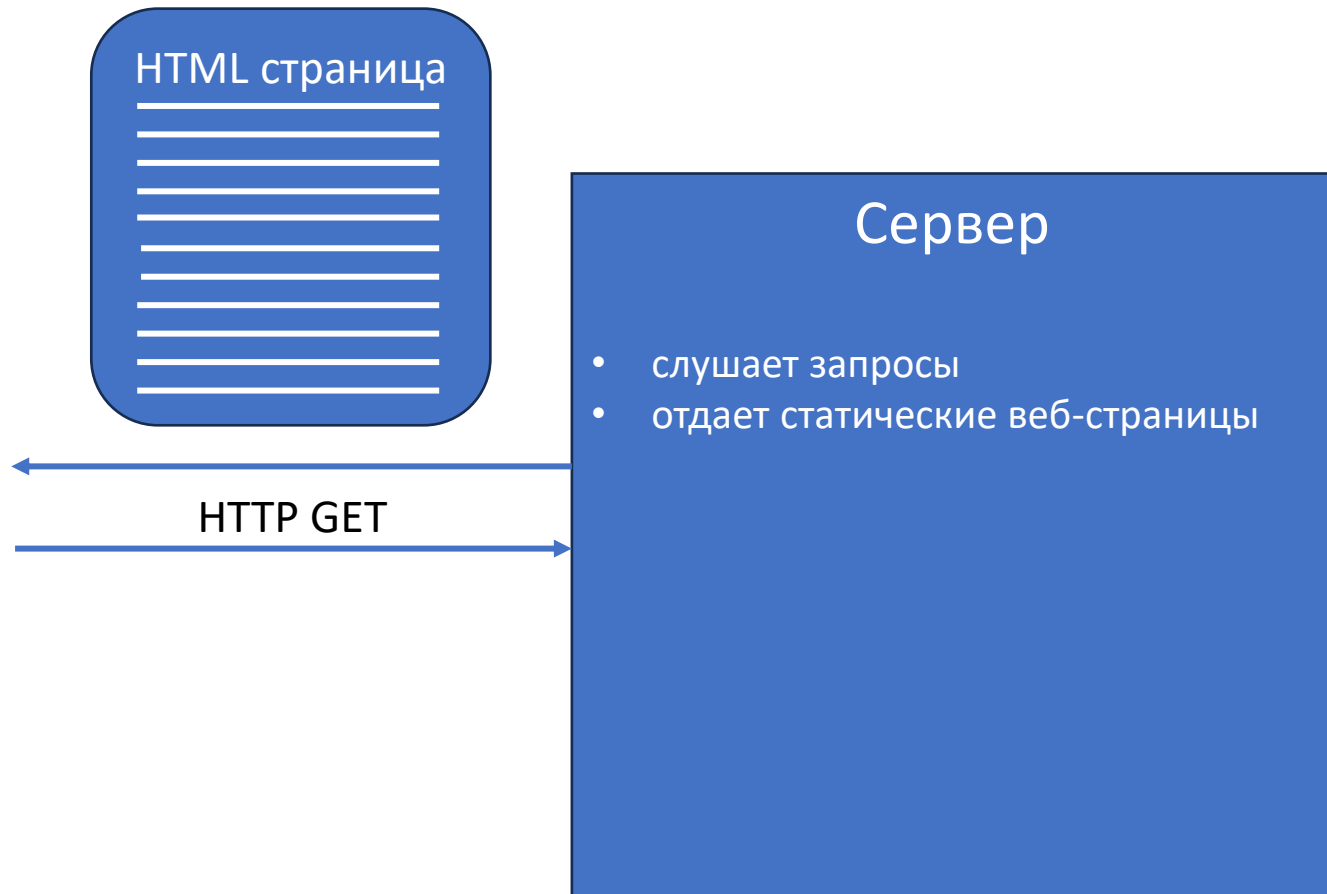 HTML страница
Сервер
• слушает запросы
• отдает статические веб-страницы
HTTP GET